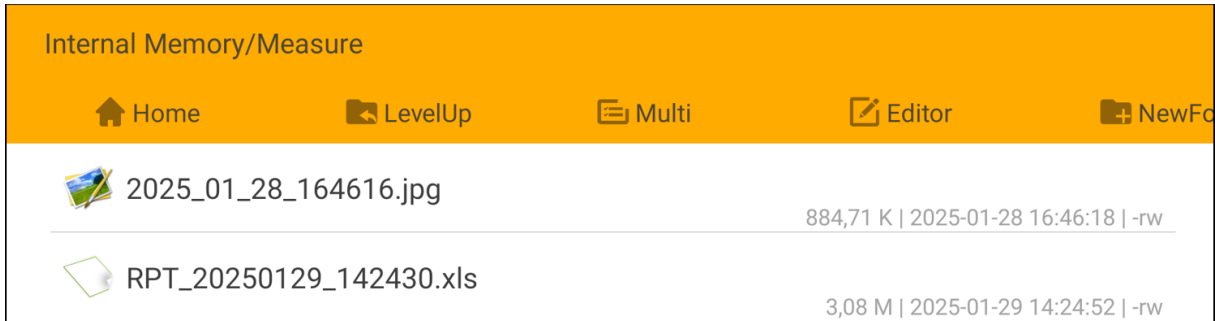 Internal Memory/Measure
Home LevelUp Multi Editor NewFo
2025_01_28_164616.jpg
884,71 K | 2025-01-28 16:46:18 | -rw
RPT_20250129_142430.xls
3,08 M | 2025-01-29 14:24:52 | -rw